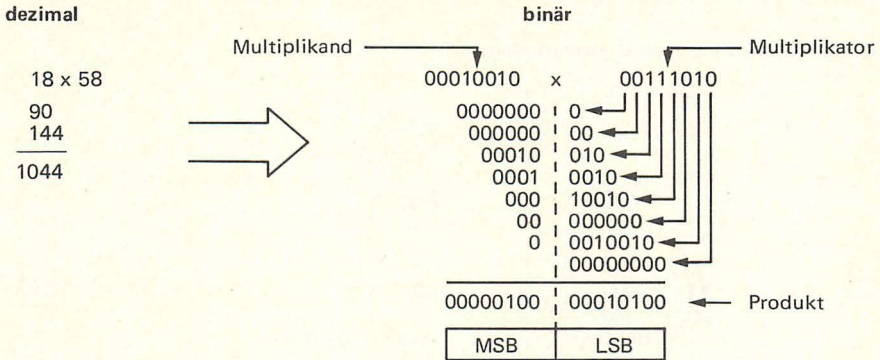 dezimal
binär
Multiplikand
Multiplikator
18 x 58
00010010 x 00111010
90
144
1044
0000000 0
000000 00
00010 010
0001 0010
000 10010
00 000000
0 0010010
00000000
00000100 00010100
Produkt
MSB LSB